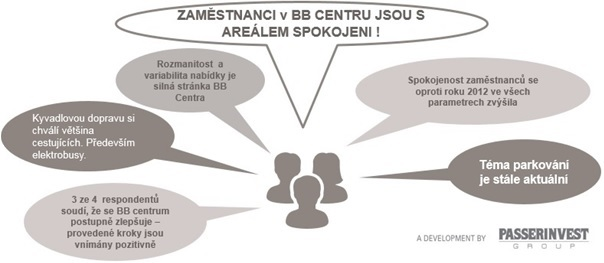 ZAMĚSTNANCI v BB CENTRU JSOU S
AREÁLEM SPOKOJENI !
Rozmanitost a
variabilita nabídky je
silná stránka BB
Centra
Spokojenost zaměstnanců se
oproti roku 2012 ve všech
parametrech zvýšila
Kyvadlovou dopravu si
chválí většina
cestujících. Především
elektrobusy.
Téma parkování
je stále aktuální
3 ze 4 respondentů
soudí, že se BB centrum
postupně zlepšuje –
provedené kroky jsou
vnímány pozitivně
A DEVELOPMENT BY PASSERINVEST
GROUP